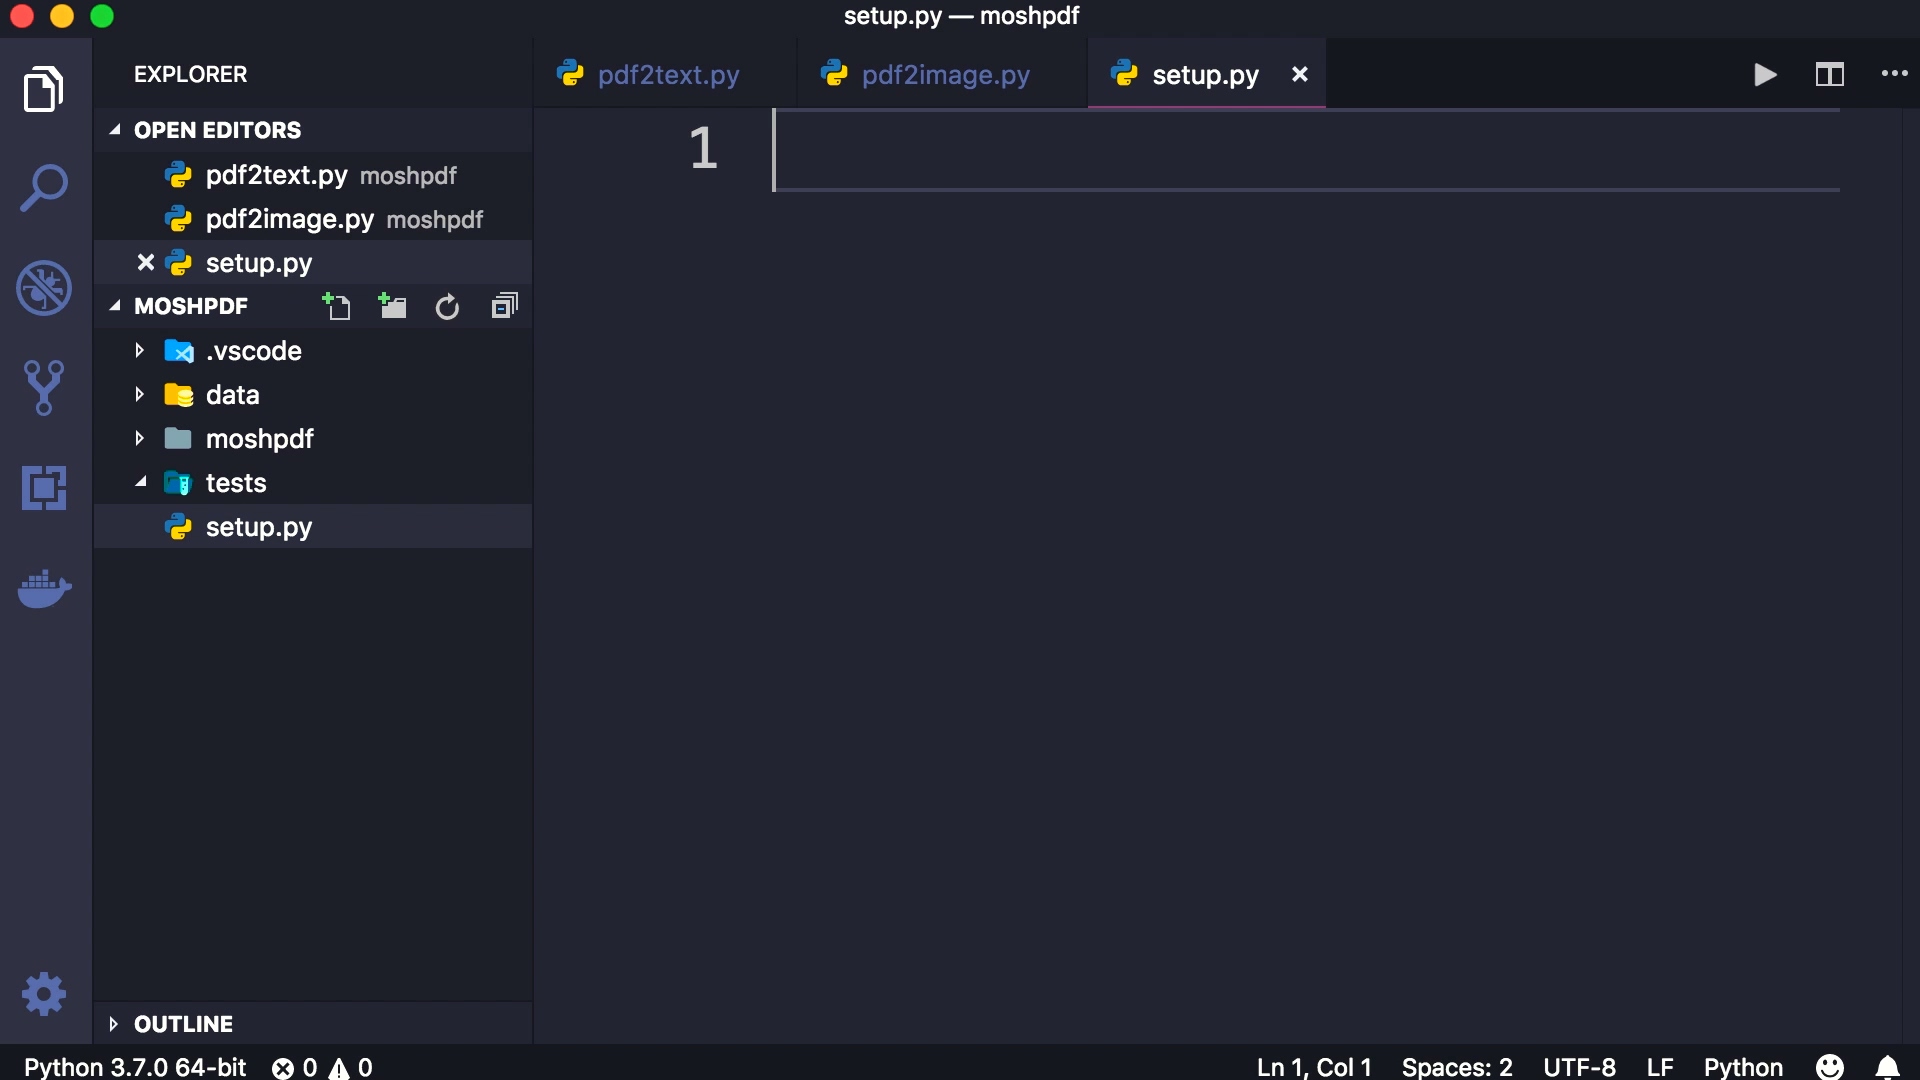 setup.py — moshpdf
EXPLORER
pdf2text.py
pdf2image.py
setup.py
OPEN EDITORS
pdf2text.py moshpdf
pdf2image.py moshpdf
setup.py
MOSHPDF
.vscode
data
moshpdf
tests
setup.py
1
OUTLINE
Python 3.7.0 64-bit 0 0 Ln 1, Col 1 Spaces: 2 UTF-8 LF Python